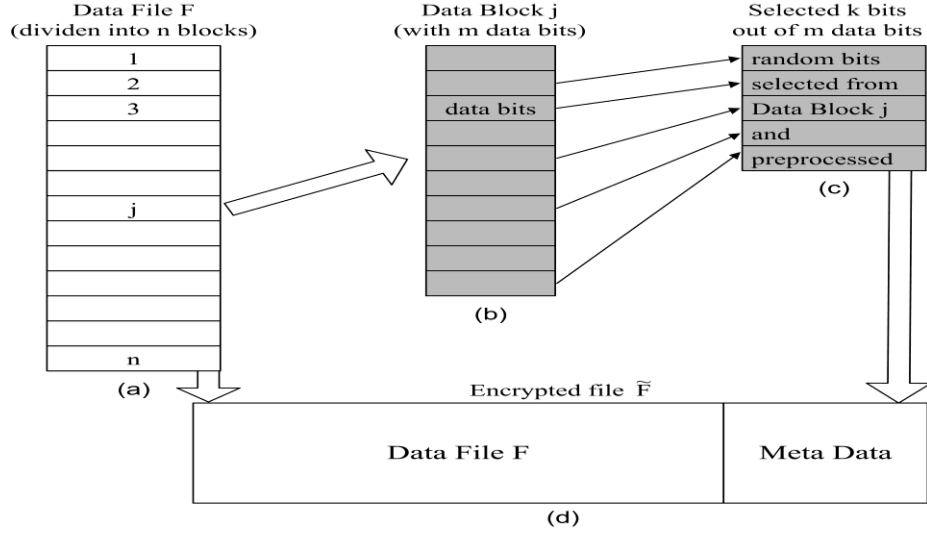 Data File F
(dividen into n blocks)
1
2
3
j
n
(a)
Data Block j
(with m data bits)
data bits
(b)
Selected k bits
out of m data bits
random bits
selected from
Data Block j
and
preprocessed
(c)
Encrypted file F̃
Data File F
Meta Data
(d)